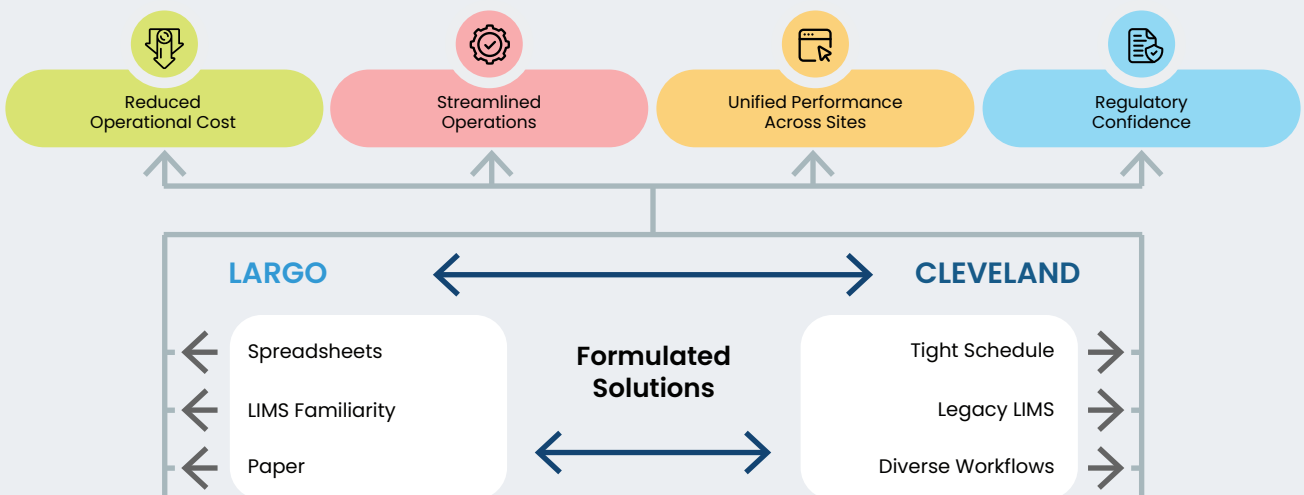 Reduced
Operational Cost
Streamlined
Operations
Unified Performance
Across Sites
Regulatory
Confidence
LARGO
CLEVELAND
Spreadsheets
LIMS Familiarity
Paper
Formulated
Solutions
Tight Schedule
Legacy LIMS
Diverse Workflows